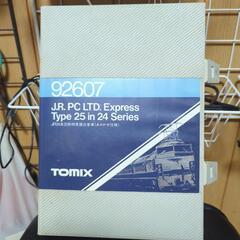 92607
J.R. PC LTD. Express
Type 25 in 24 Series
TOMIX